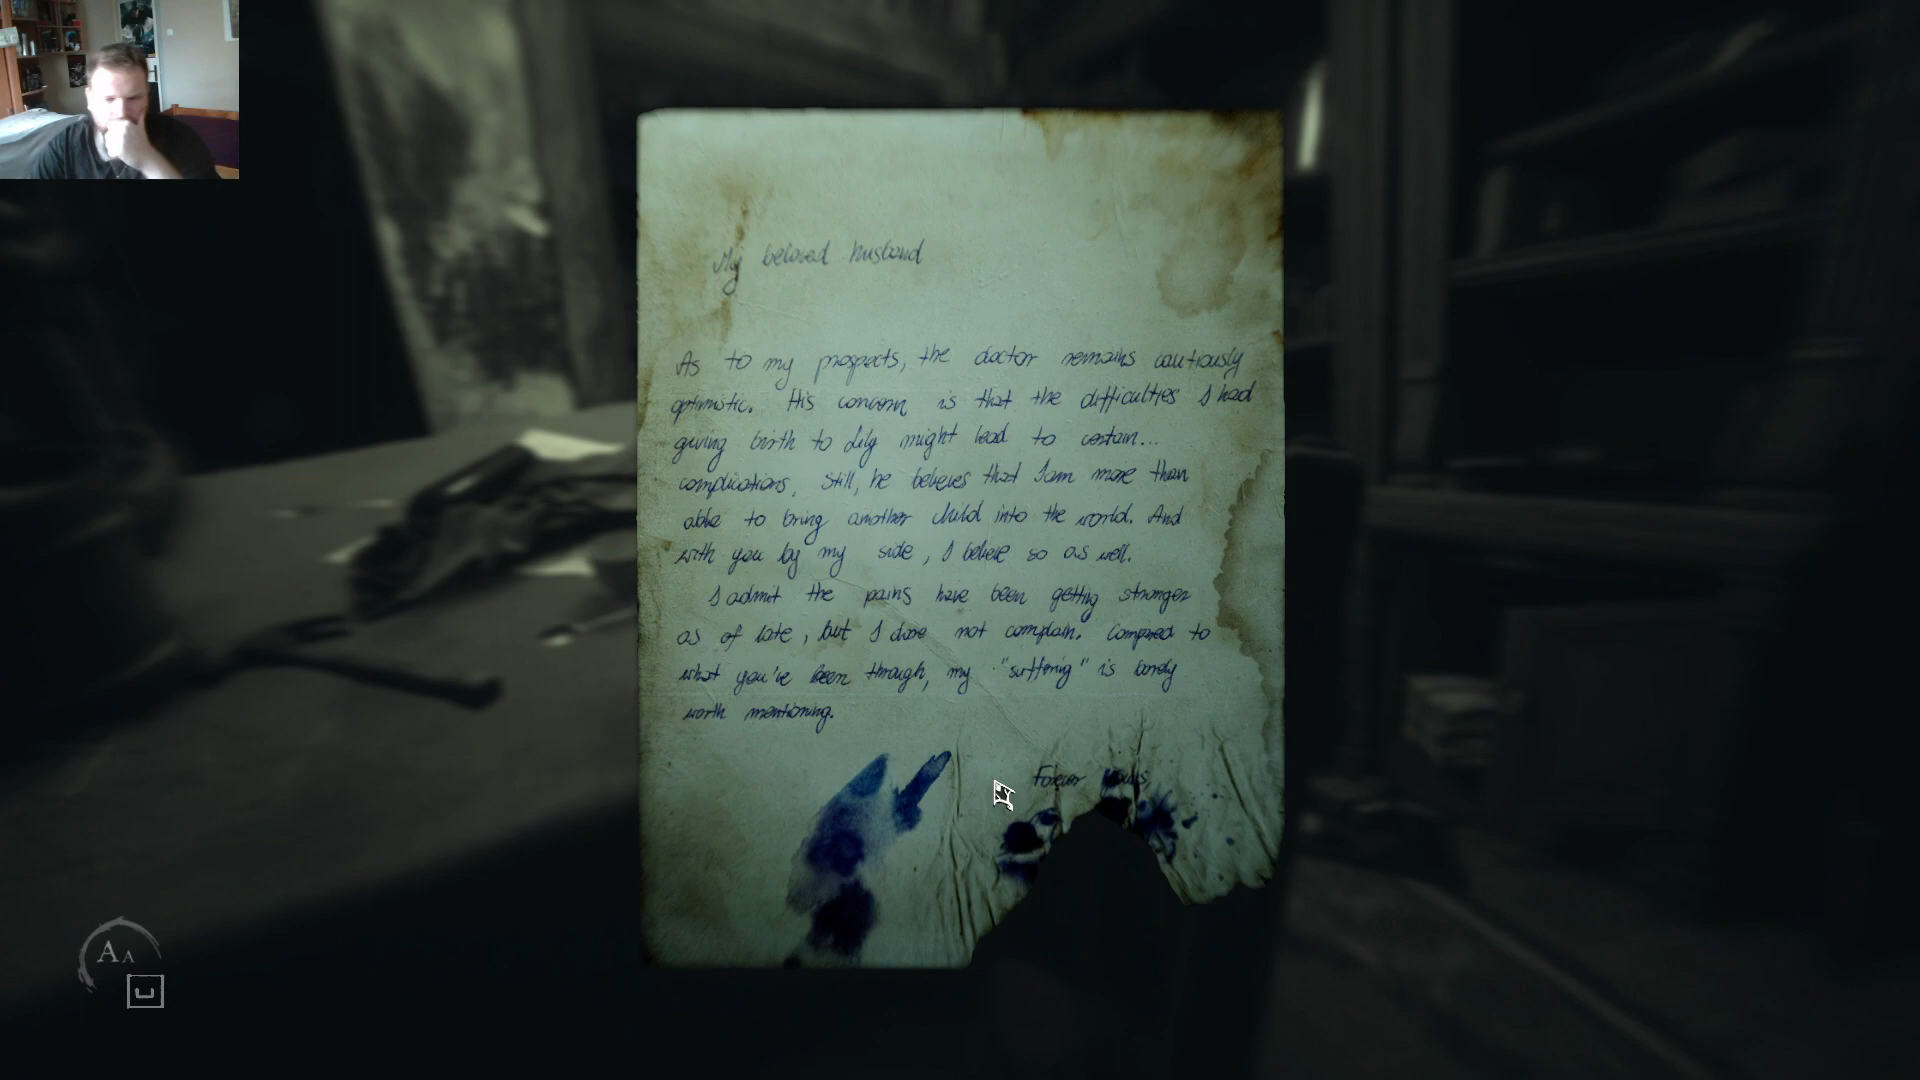 My beloved husband
As to my prospects, the doctor remains cautiously
optimistic. His concern is that the difficulties I had
giving birth to Lily might lead to certain...
complications. Still, he believes that I am more than
able to bring another child into the world. And
with you by my side, I believe so as well.
I admit the pains have been getting stronger
as of late, but I dare not complain. Compared to
what you've been through, my "suffering" is barely
worth mentioning.
Forever Yours
AA